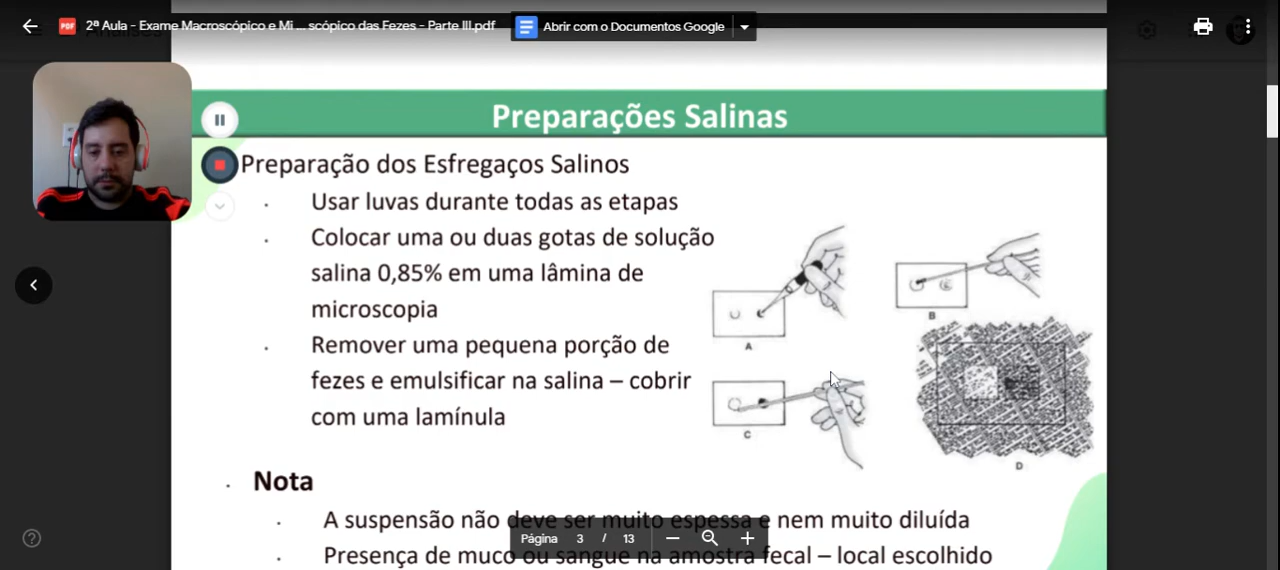 2ª Aula - Exame Macroscópico e Mi ... scópico das Fezes - Parte III.pdf
Abrir com o Documentos Google
Preparações Salinas
Preparação dos Esfregaços Salinos
Usar luvas durante todas as etapas
Colocar uma ou duas gotas de solução
salina 0,85% em uma lâmina de
microscopia
Remover uma pequena porção de
fezes e emulsificar na salina – cobrir
com uma lamínula
A
B
C
D
Nota
A suspensão não deve ser muito espessa e nem muito diluída
Presença de muco ou sangue na amostra fecal – local escolhido
Página 3 / 13